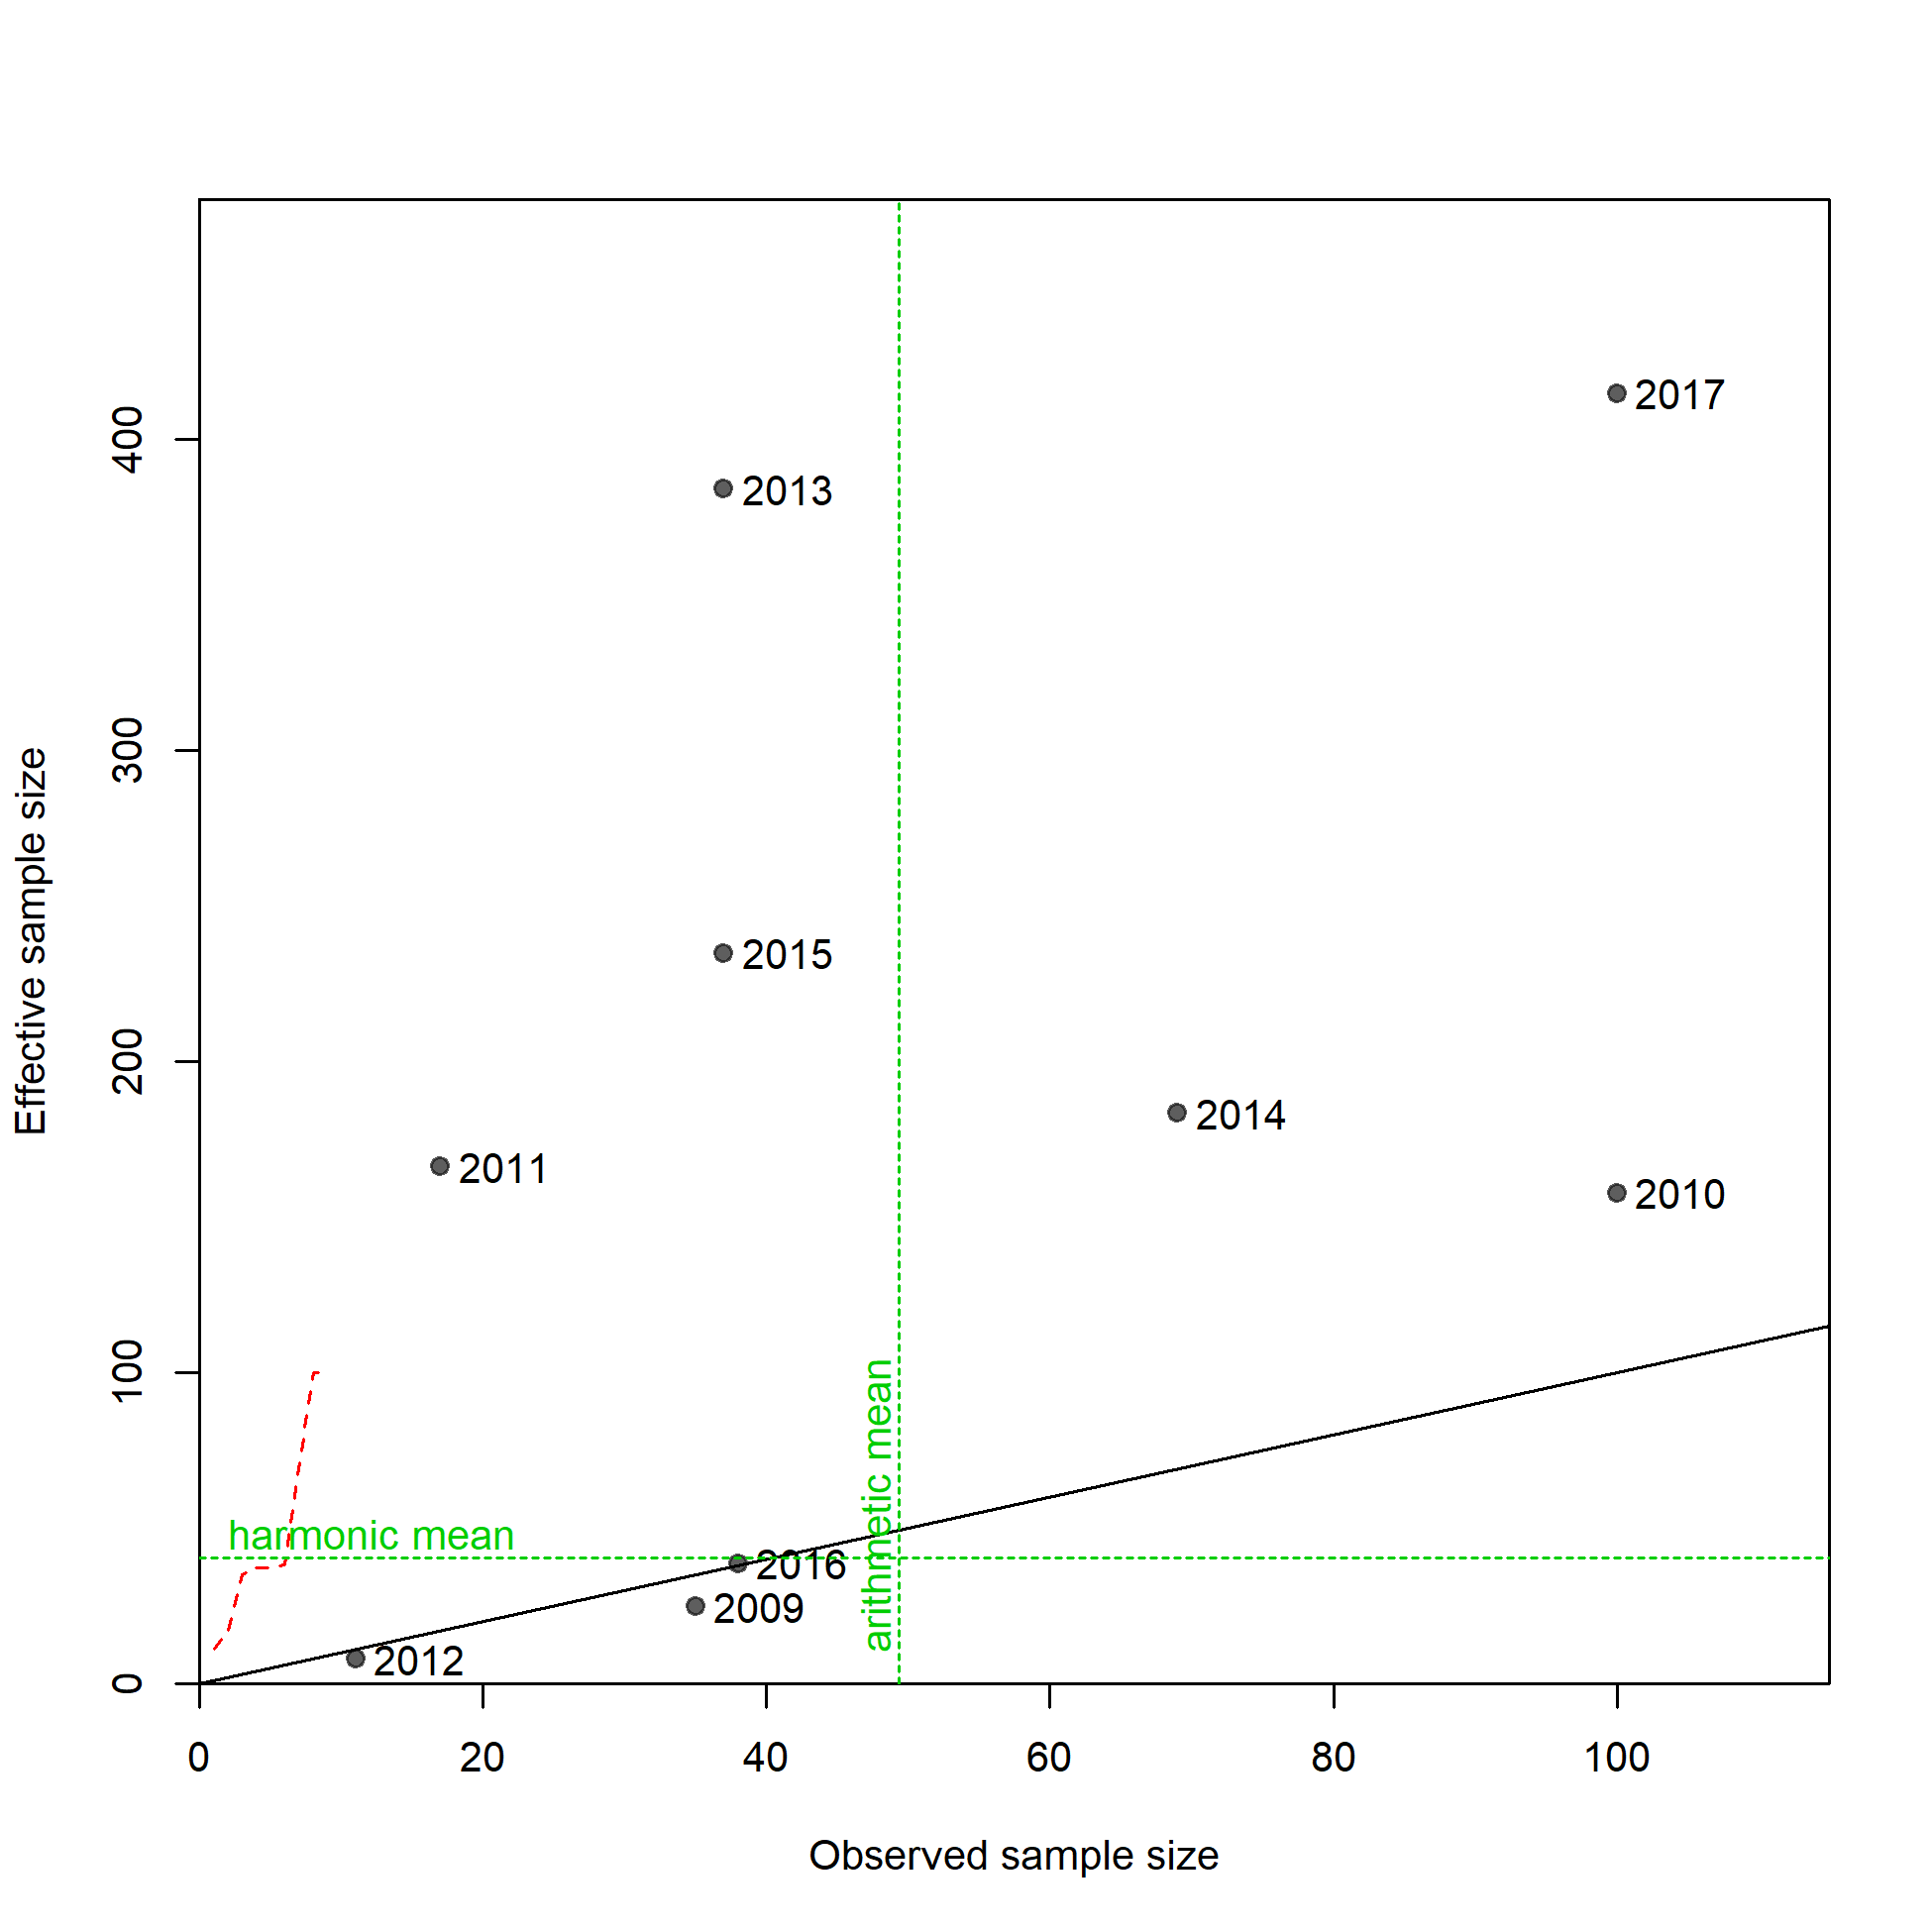 2017
400
2013
300
Effective sample size
2015
200
2014
2011
2010
100
arithmetic mean
harmonic mean
2016
2009
2012
0
0 20 40 60 80 100
Observed sample size